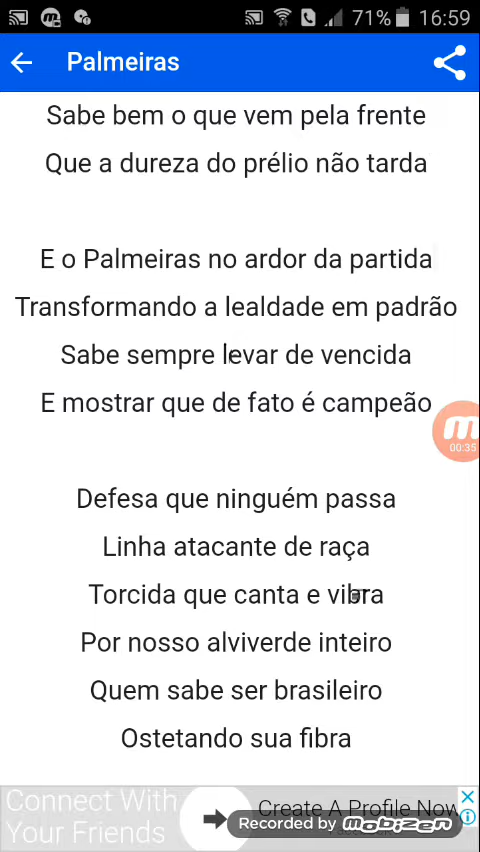 71% 16:59
Palmeiras
Sabe bem o que vem pela frente
Que a dureza do prélio não tarda
E o Palmeiras no ardor da partida
Transformando a lealdade em padrão
Sabe sempre levar de vencida
E mostrar que de fato é campeão
00:35
Defesa que ninguém passa
Linha atacante de raça
Torcida que canta e vibra
Por nosso alviverde inteiro
Quem sabe ser brasileiro
Ostetando sua fibra
Connect With
Your Friends
Create A Profile Now
Recorded by mobizen